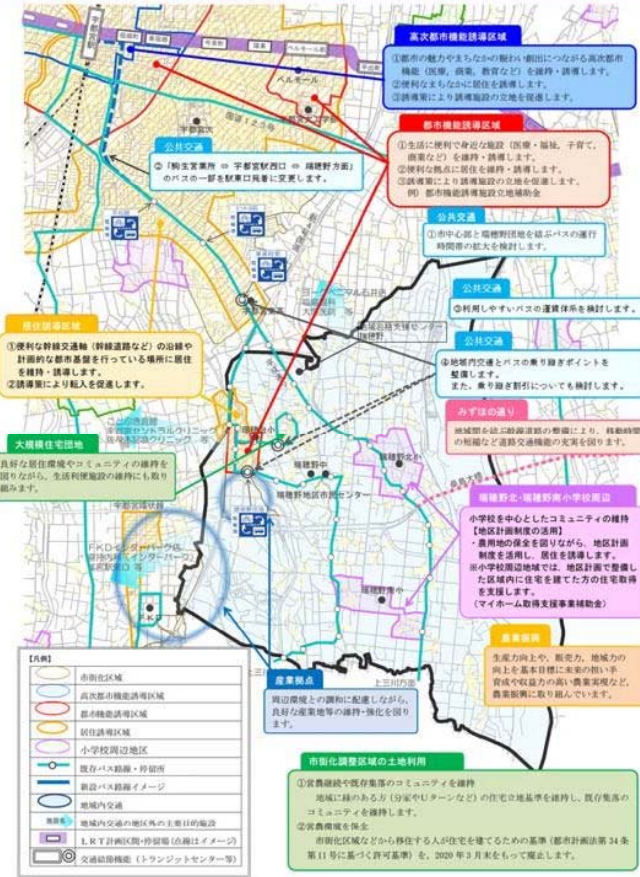 高次都市機能誘導区域
①都市の魅力やまちなかの賑わい創出につながる高次都市
機能（医療、商業、教育など）を維持・誘導します。
②便利なまちなかに居住を誘導します。
③誘導策により誘導施設の立地を促進します。
宇都宮駅
ベルモール
宇都宮大
国道123号
都市機能誘導区域
①生活に便利で身近な施設（医療・福祉、子育て、
商業など）を維持・誘導します。
②便利な拠点に居住を維持・誘導します。
③誘導策により誘導施設の立地を促進します。
例）都市機能誘導施設立地補助金
公共交通
②「駒生営業所 ⇔ 宇都宮駅西口 ⇔ 瑞穂野方面」
のバスの一部を駅東口発着に変更します。
公共交通
①市中心部と瑞穂野団地を結ぶバスの運行
時間帯の拡大を検討します。
公共交通
③利用しやすいバスの運賃体系を検討します。
居住誘導区域
①便利な幹線交通軸（幹線道路など）の沿線や
計画的な都市基盤を行っている場所に居住
を維持・誘導します。
②誘導策により転入を促進します。
公共交通
④地域内交通とバスの乗り継ぎポイントを
整備します。
また、乗り継ぎ割引についても検討します。
みずほの通り
地域間を結ぶ幹線道路の整備により、移動時間
の短縮など道路交通機能の充実を図ります。
大規模住宅団地
良好な居住環境やコミュニティの維持を
図りながら、生活利便施設の維持にも取り
組みます。
瑞穂野中
瑞穂野北小
瑞穂野地区市民センター
瑞穂野北・瑞穂野南小学校周辺
小学校を中心としたコミュニティの維持
【地区計画制度の活用】
・農用地の保全を図りながら、地区計画
制度を活用し、居住を誘導します。
※小学校周辺地域では、地区計画で整備し
た区域内に住宅を建てた方の住宅取得
を支援します。
（マイホーム取得支援事業補助金）
瑞穂野南小
FKD
上三川方面
農業振興
生産力向上や、販売力、地域力の
向上を基本目標に未来の担い手
育成や収益力の高い農業実現など、
農業振興に取り組んでいます。
産業拠点
周辺環境との調和に配慮しながら、
良好な産業地等の維持・強化を図り
ます。
【凡例】
市街化区域
高次都市機能誘導区域
都市機能誘導区域
居住誘導区域
小学校周辺地区
既存バス路線・停留所
新設バス路線イメージ
地域内交通
施設名
地域内交通の地区外の主要目的施設
LRT計画区間・停留場（点線はイメージ）
交通結節機能（トランジットセンター等）
市街化調整区域の土地利用
①営農継続や既存集落のコミュニティを維持
地域に縁のある方（分家やUターンなど）の住宅立地基準を維持し、既存集落の
コミュニティを維持します。
②営農環境を保全
市街化区域などから移住する人が住宅を建てるための基準（都市計画法第34条
第11号に基づく許可基準）を、2020年3月末をもって廃止します。